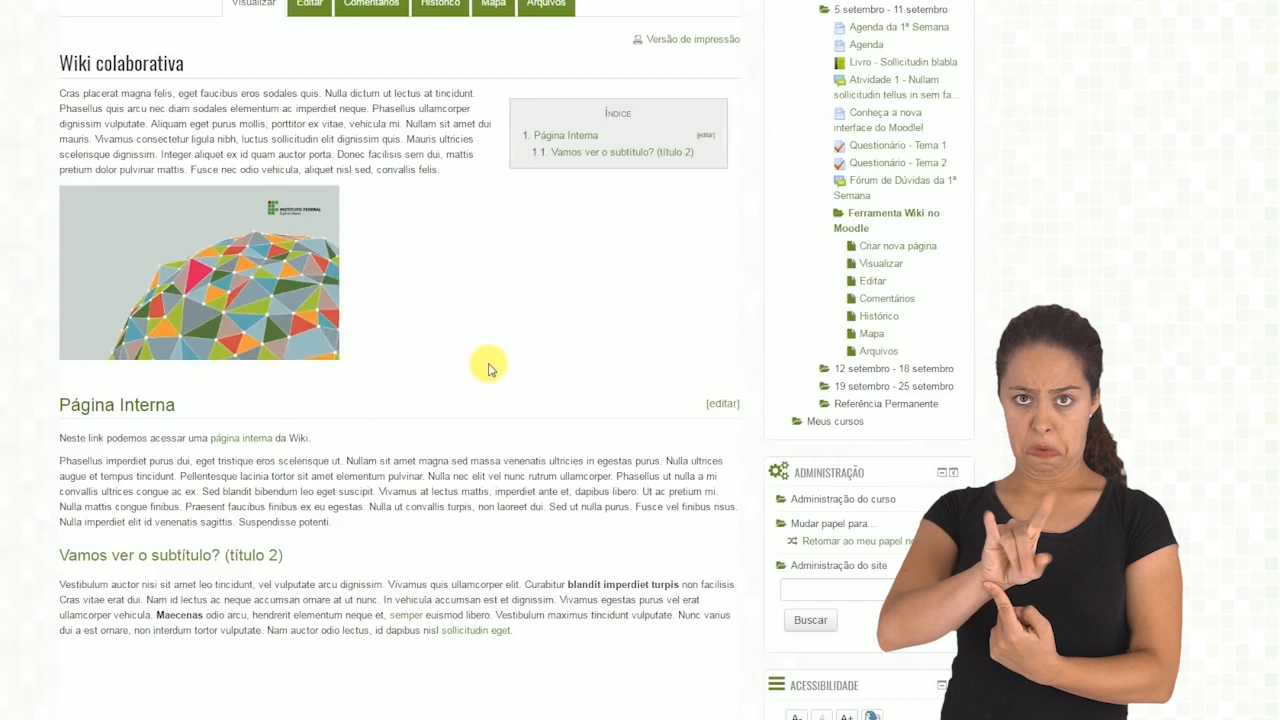 Visualizar Editar Comentários Histórico Mapa Arquivos
Versão de impressão
Wiki colaborativa
Cras placerat magna felis, eget faucibus eros sodales quis. Nulla dictum ut lectus at tincidunt.
Phasellus quis arcu nec diam sodales elementum ac imperdiet neque. Phasellus ullamcorper
dignissim vulputate. Aliquam eget purus mollis, porttitor ex vitae, vehicula mi. Nullam sit amet dui
mauris. Vivamus consectetur ligula nibh, luctus sollicitudin elit dignissim quis. Mauris ultricies
scelerisque dignissim. Integer aliquet ex id quam auctor porta. Donec facilisis sem dui, mattis
pretium dolor pulvinar mattis. Fusce nec odio vehicula, aliquet nisl sed, convallis felis.
ÍNDICE
1. Página Interna [editar]
1.1. Vamos ver o subtítulo? (título 2)
INSTITUTO FEDERAL
Página Interna [editar]
Neste link podemos acessar uma página interna da Wiki.
Phasellus imperdiet purus dui, eget tristique eros scelerisque ut. Nullam sit amet magna sed massa venenatis ultricies in egestas purus. Nulla ultrices
augue et tempus tincidunt. Pellentesque lacinia tortor sit amet elementum pulvinar. Nulla nec elit vel nunc rutrum ullamcorper. Phasellus ut nulla a mi
convallis ultrices congue ac ex. Sed blandit bibendum leo eget suscipit. Vivamus at lectus mattis, imperdiet ante et, dapibus libero. Ut ac pretium mi.
Nulla mattis congue finibus. Praesent faucibus finibus ex eu egestas. Nulla ut convallis turpis, non laoreet dui. Sed ut nulla purus. Fusce vel finibus risus.
Nulla imperdiet elit id venenatis sagittis. Suspendisse potenti.
Vamos ver o subtítulo? (título 2)
Vestibulum auctor nisi sit amet leo tincidunt, vel vulputate arcu dignissim. Vivamus quis ullamcorper elit. Curabitur blandit imperdiet turpis non facilisis.
Cras vitae erat dui. Nam id lectus ac neque accumsan ornare at ut nunc. In vehicula accumsan est et dignissim. Vivamus egestas purus vel erat
ullamcorper vehicula. Maecenas odio arcu, hendrerit elementum neque et, semper euismod libero. Vestibulum maximus tincidunt vulputate. Nunc varius
dui a est ornare, non interdum tortor vulputate. Nam auctor odio lectus, id dapibus nisl sollicitudin eget.
5 setembro - 11 setembro
Agenda da 1ª Semana
Agenda
Livro - Sollicitudin blabla
Atividade 1 - Nullam
sollicitudin tellus in sem fa...
Conheça a nova
interface do Moodle!
Questionário - Tema 1
Questionário - Tema 2
Fórum de Dúvidas da 1ª
Semana
Ferramenta Wiki no
Moodle
Criar nova página
Visualizar
Editar
Comentários
Histórico
Mapa
Arquivos
12 setembro - 18 setembro
19 setembro - 25 setembro
Referência Permanente
Meus cursos
ADMINISTRAÇÃO
Administração do curso
Mudar papel para...
Retornar ao meu papel
Administração do site
Buscar
ACESSIBILIDADE
A- A A+